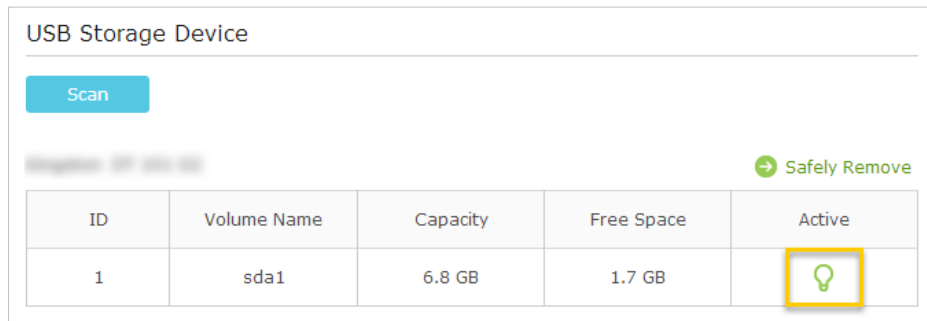 USB Storage Device
Scan
Safely Remove
ID Volume Name Capacity Free Space Active
1 sda1 6.8 GB 1.7 GB